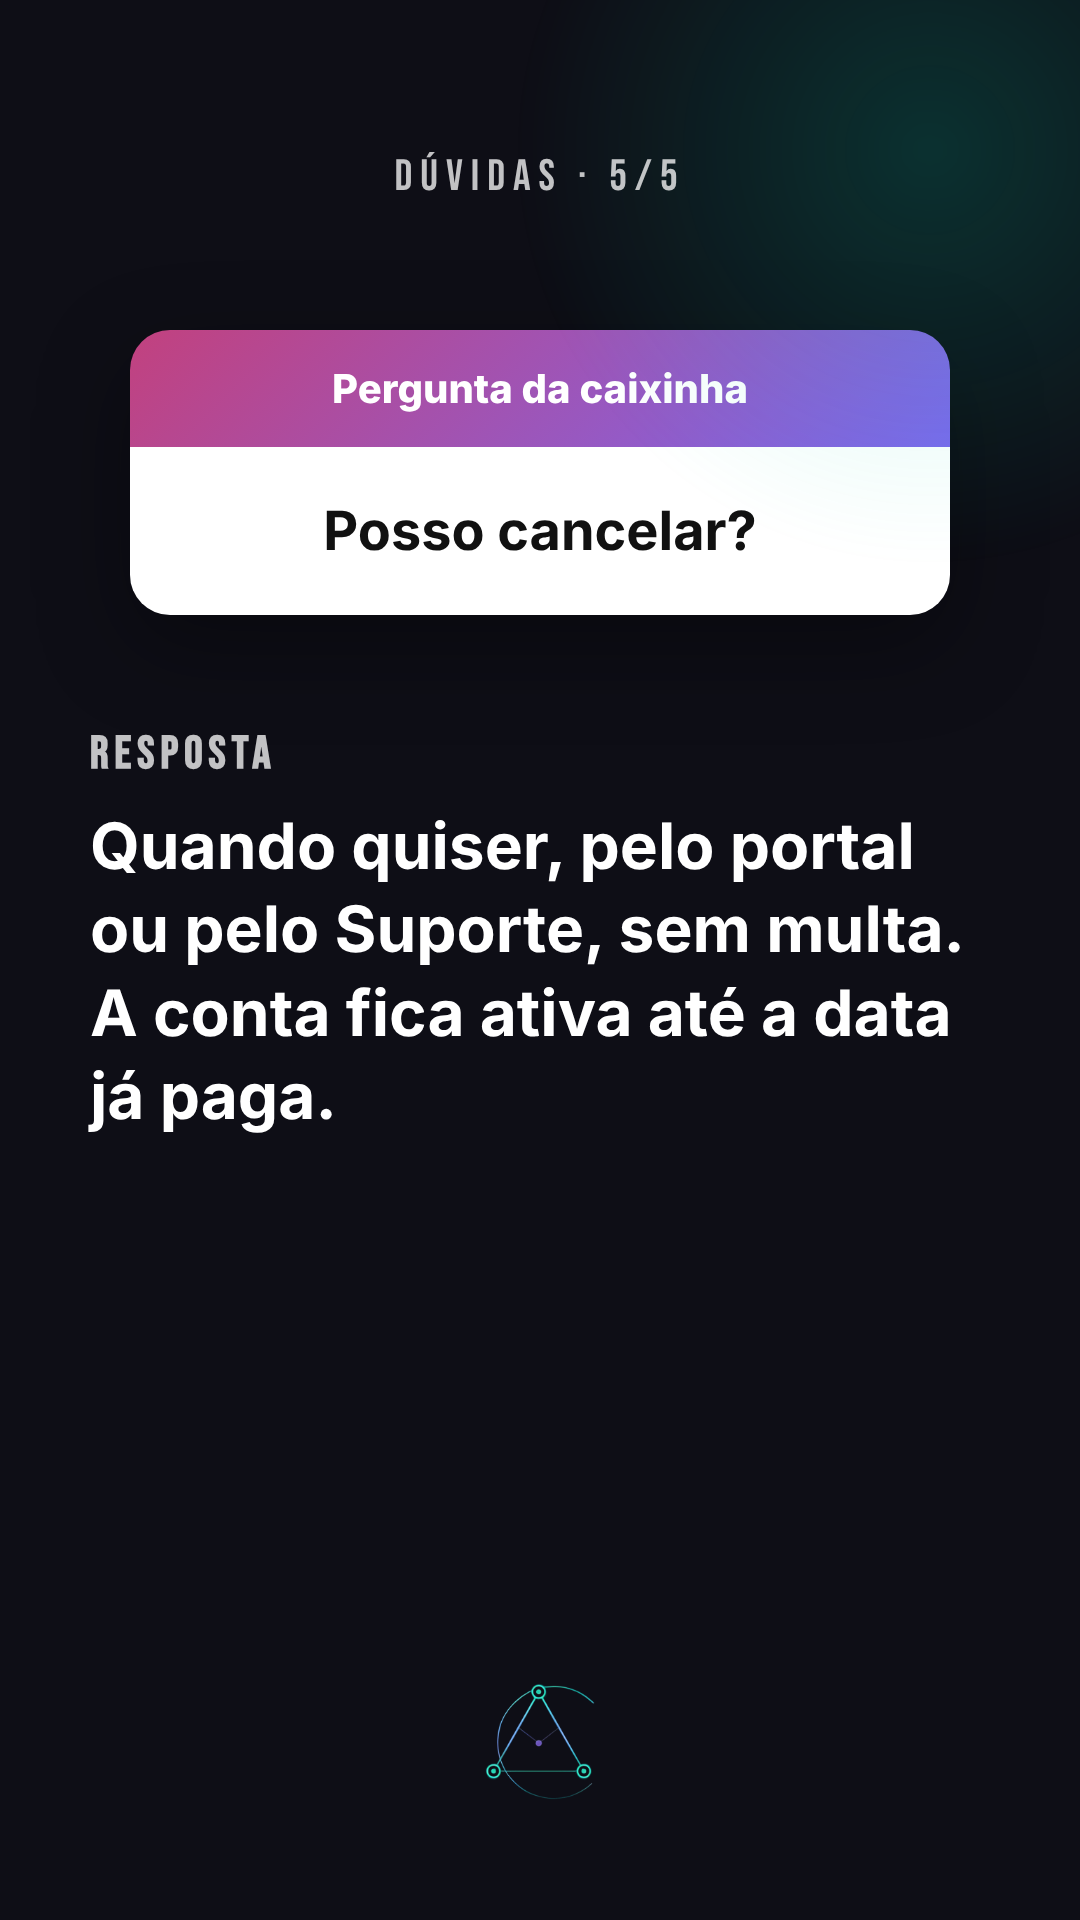 DÚVIDAS · 5/5
Pergunta da caixinha
Posso cancelar?
RESPOSTA
Quando quiser, pelo portal
ou pelo Suporte, sem multa.
A conta fica ativa até a data
já paga.